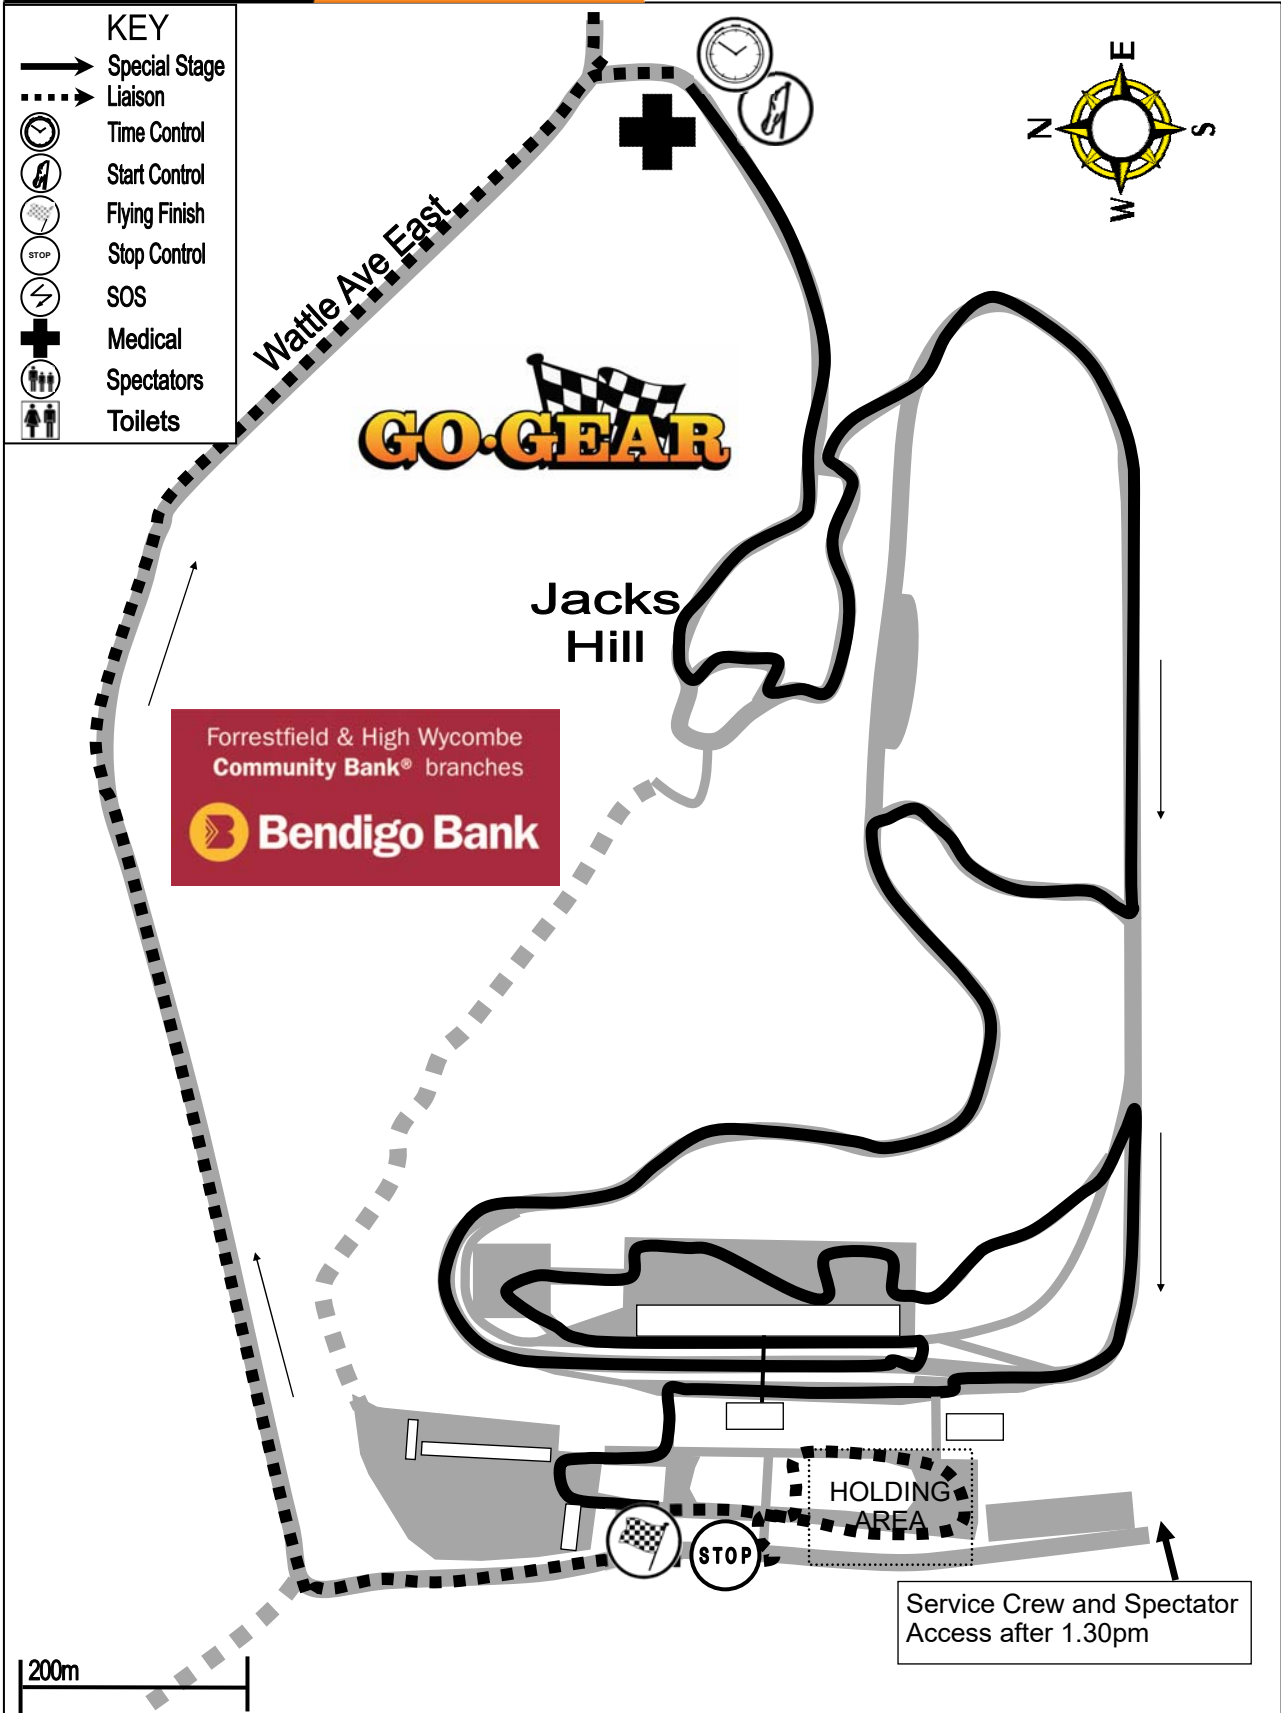 KEY
Special Stage
Liaison
Time Control
Start Control
Flying Finish
STOP
Stop Control
SOS
Medical
Spectators
Toilets
E
N
S
W
Wattle Ave East
GO·GEAR
Jacks
Hill
Forrestfield & High Wycombe
Community Bank® branches
B
Bendigo Bank
HOLDING
AREA
STOP
Service Crew and Spectator
Access after 1.30pm
200m